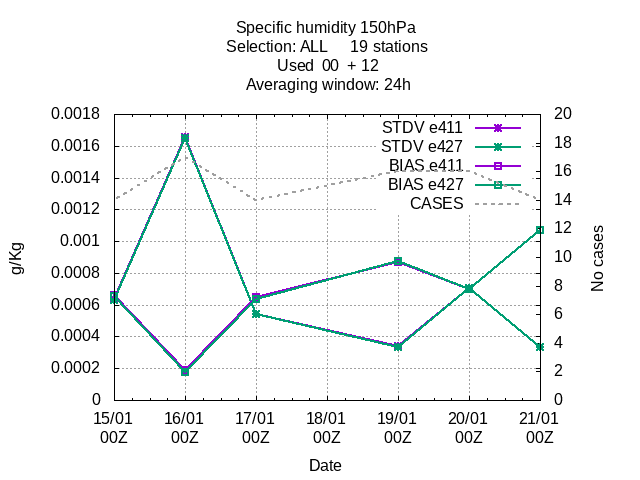 Specific humidity 150hPa
Selection: ALL     19 stations
Used  00  + 12
Averaging window: 24h
0.0018
0.0016
0.0014
0.0012
0.001
0.0008
0.0006
0.0004
0.0002
0
g/Kg
STDV e411
STDV e427
BIAS e411
BIAS e427
CASES
20
18
16
14
12
10
8
6
4
2
0
No cases
15/01 16/01 17/01 18/01 19/01 20/01 21/01
00Z 00Z 00Z 00Z 00Z 00Z 00Z
Date